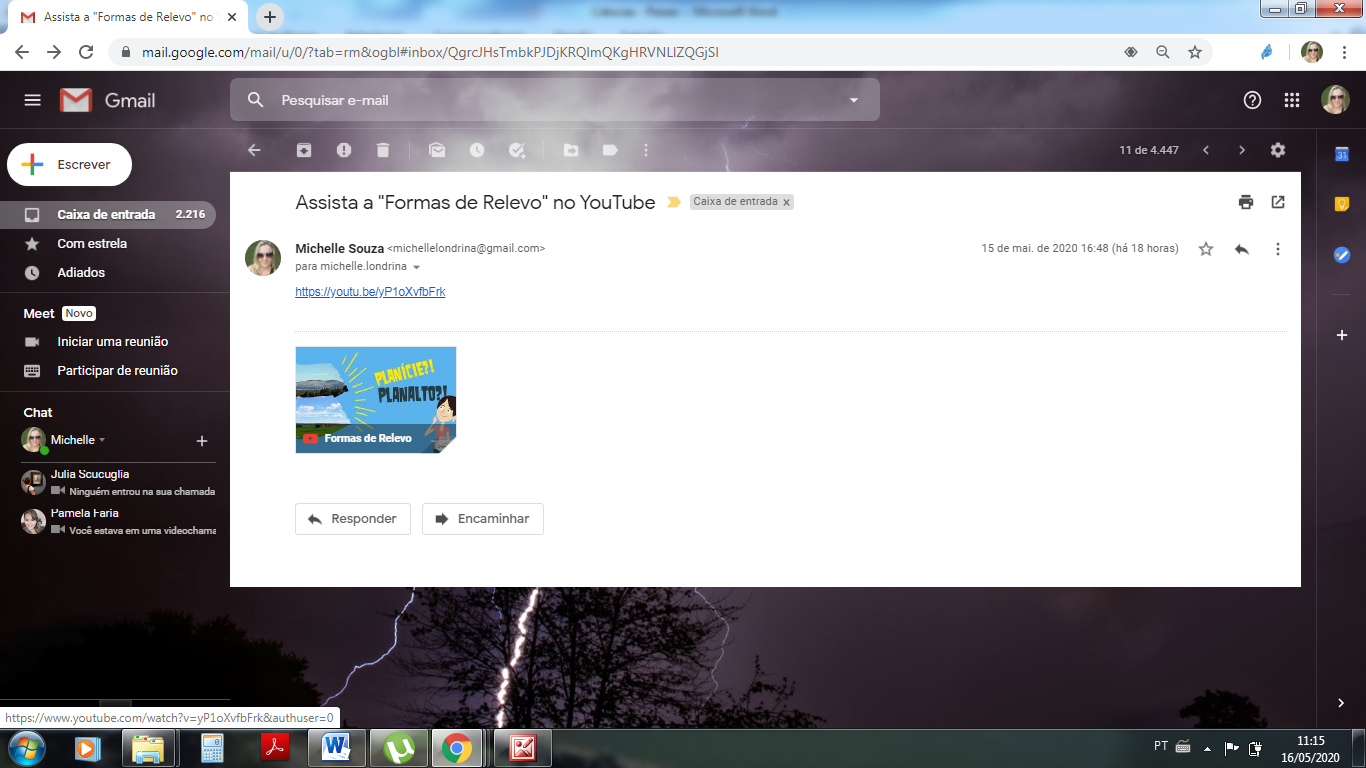 Assista a "Formas de Relevo" no
Ciências - Peixes - Microsoft Word
mail.google.com/mail/u/0/?tab=rm&ogbl#inbox/QgrcJHsTmbkPJDjKRQlmQKgHRVNLlZQGjSl
Gmail
Pesquisar e-mail
Escrever
11 de 4.447
Caixa de entrada 2.216
Com estrela
Adiados
Meet Novo
Iniciar uma reunião
Participar de reunião
Chat
Michelle
Julia Scucuglia
Ninguém entrou na sua chamada
Pamela Faria
Você estava em uma videochama
Assista a "Formas de Relevo" no YouTube Caixa de entrada x
Michelle Souza <michellelondrina@gmail.com>
15 de mai. de 2020 16:48 (há 18 horas)
para michelle.londrina
https://youtu.be/yP1oXvfbFrk
PLANÍCIE?!
PLANALTO?!
Formas de Relevo
Responder
Encaminhar
31
https://www.youtube.com/watch?v=yP1oXvfbFrk&authuser=0
PT
11:15
16/05/2020